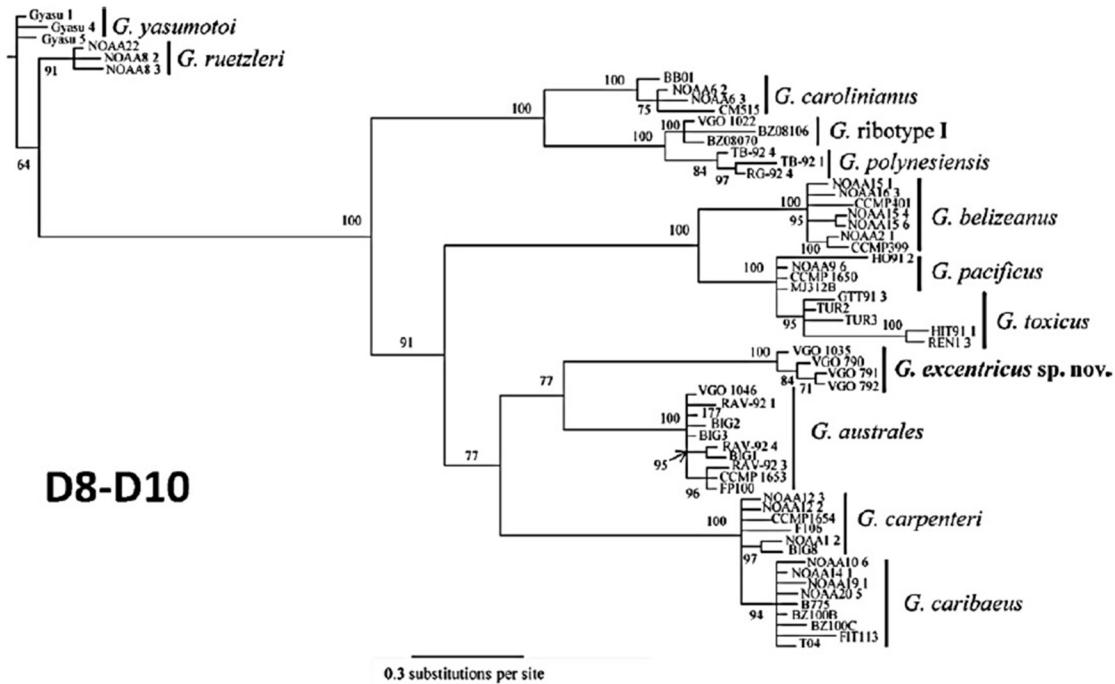 Gyasu 1
Gyasu 4
Gyasu 5
G. yasumotoi
NOAA22
NOAA8 2
NOAA8 3
G. ruetzleri
91
64
100
100
100
BB01
NOAA6 2
NOAA6 3
CM515
75
G. carolinianus
100
100
VGO 1022
BZ08106
BZ08070
G. ribotype I
TB-92 4
TB-92 1
RG-92 4
84
97
G. polynesiensis
NOAA15 1
NOAA16 3
CCMP401
NOAA15 4
NOAA15 6
NOAA2 1
CCMP399
100
95
100
G. belizeanus
100
100
HO91 2
NOAA9 6
CCMP 1650
MJ312B
G. pacificus
GTT91 3
TUR2
TUR3
HIT91 1
REN1 3
95
100
G. toxicus
91
77
100
VGO 1035
VGO 790
VGO 791
VGO 792
84
71
G. excentricus sp. nov.
VGO 1046
RAV-92 1
177
BIG2
BIG3
RAV-92 4
BIG1
RAV-92 3
CCMP 1653
FP100
100
95
96
G. australes
77
D8-D10
100
NOAA12 3
NOAA12 2
CCMP1654
F106
NOAA1 2
BIG8
97
G. carpenteri
NOAA10 6
NOAA14 1
NOAA19 1
NOAA20 5
B775
BZ100B
BZ100C
FIT113
T04
94
G. caribaeus
0.3 substitutions per site